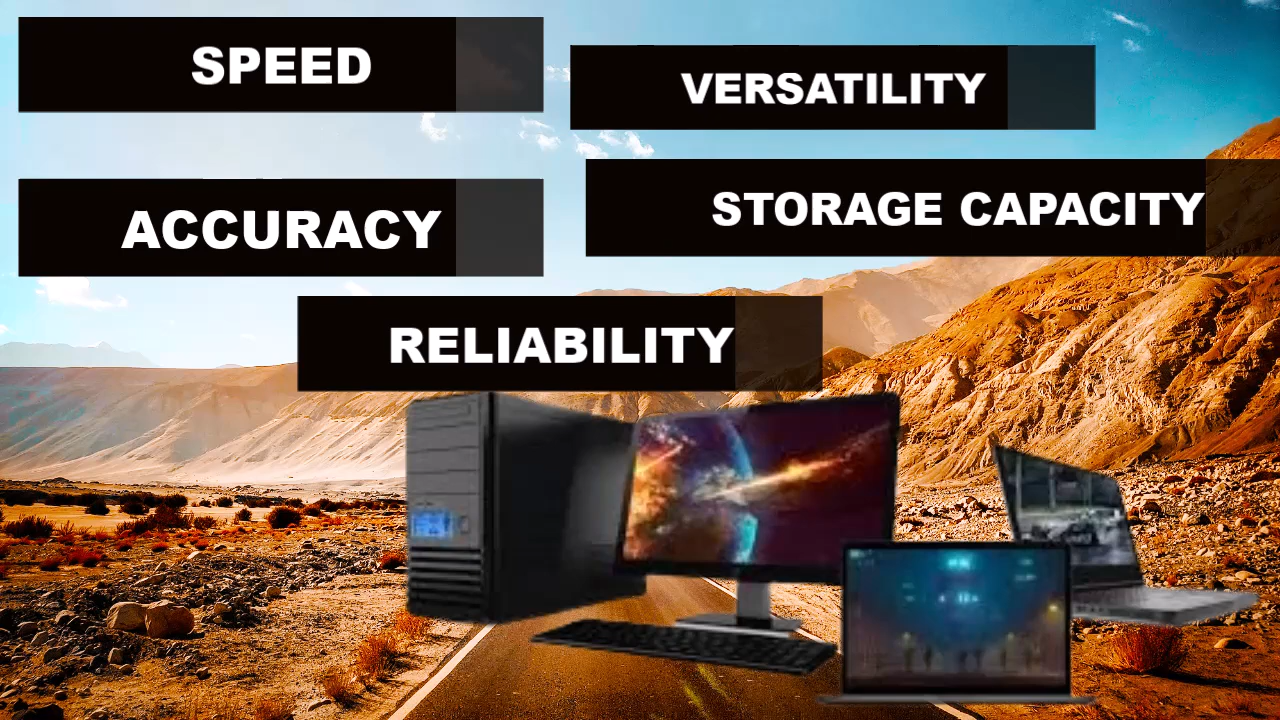 SPEED
VERSATILITY
ACCURACY
STORAGE CAPACITY
RELIABILITY